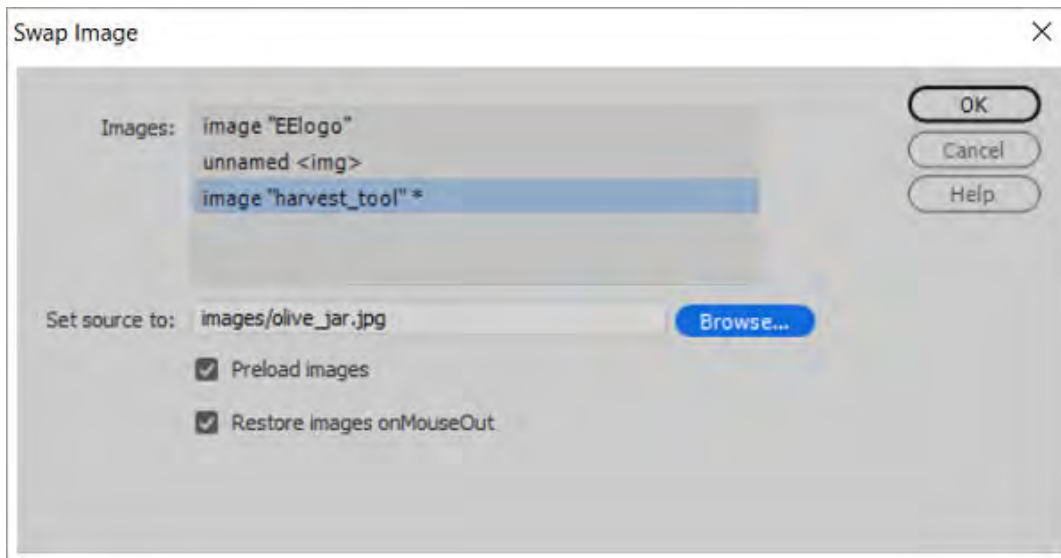 Swap Image
Images:
image "EElogo"
unnamed <img>
image "harvest_tool" *
OK
Cancel
Help
Set source to: images/olive_jar.jpg Browse...
Preload images
Restore images onMouseOut